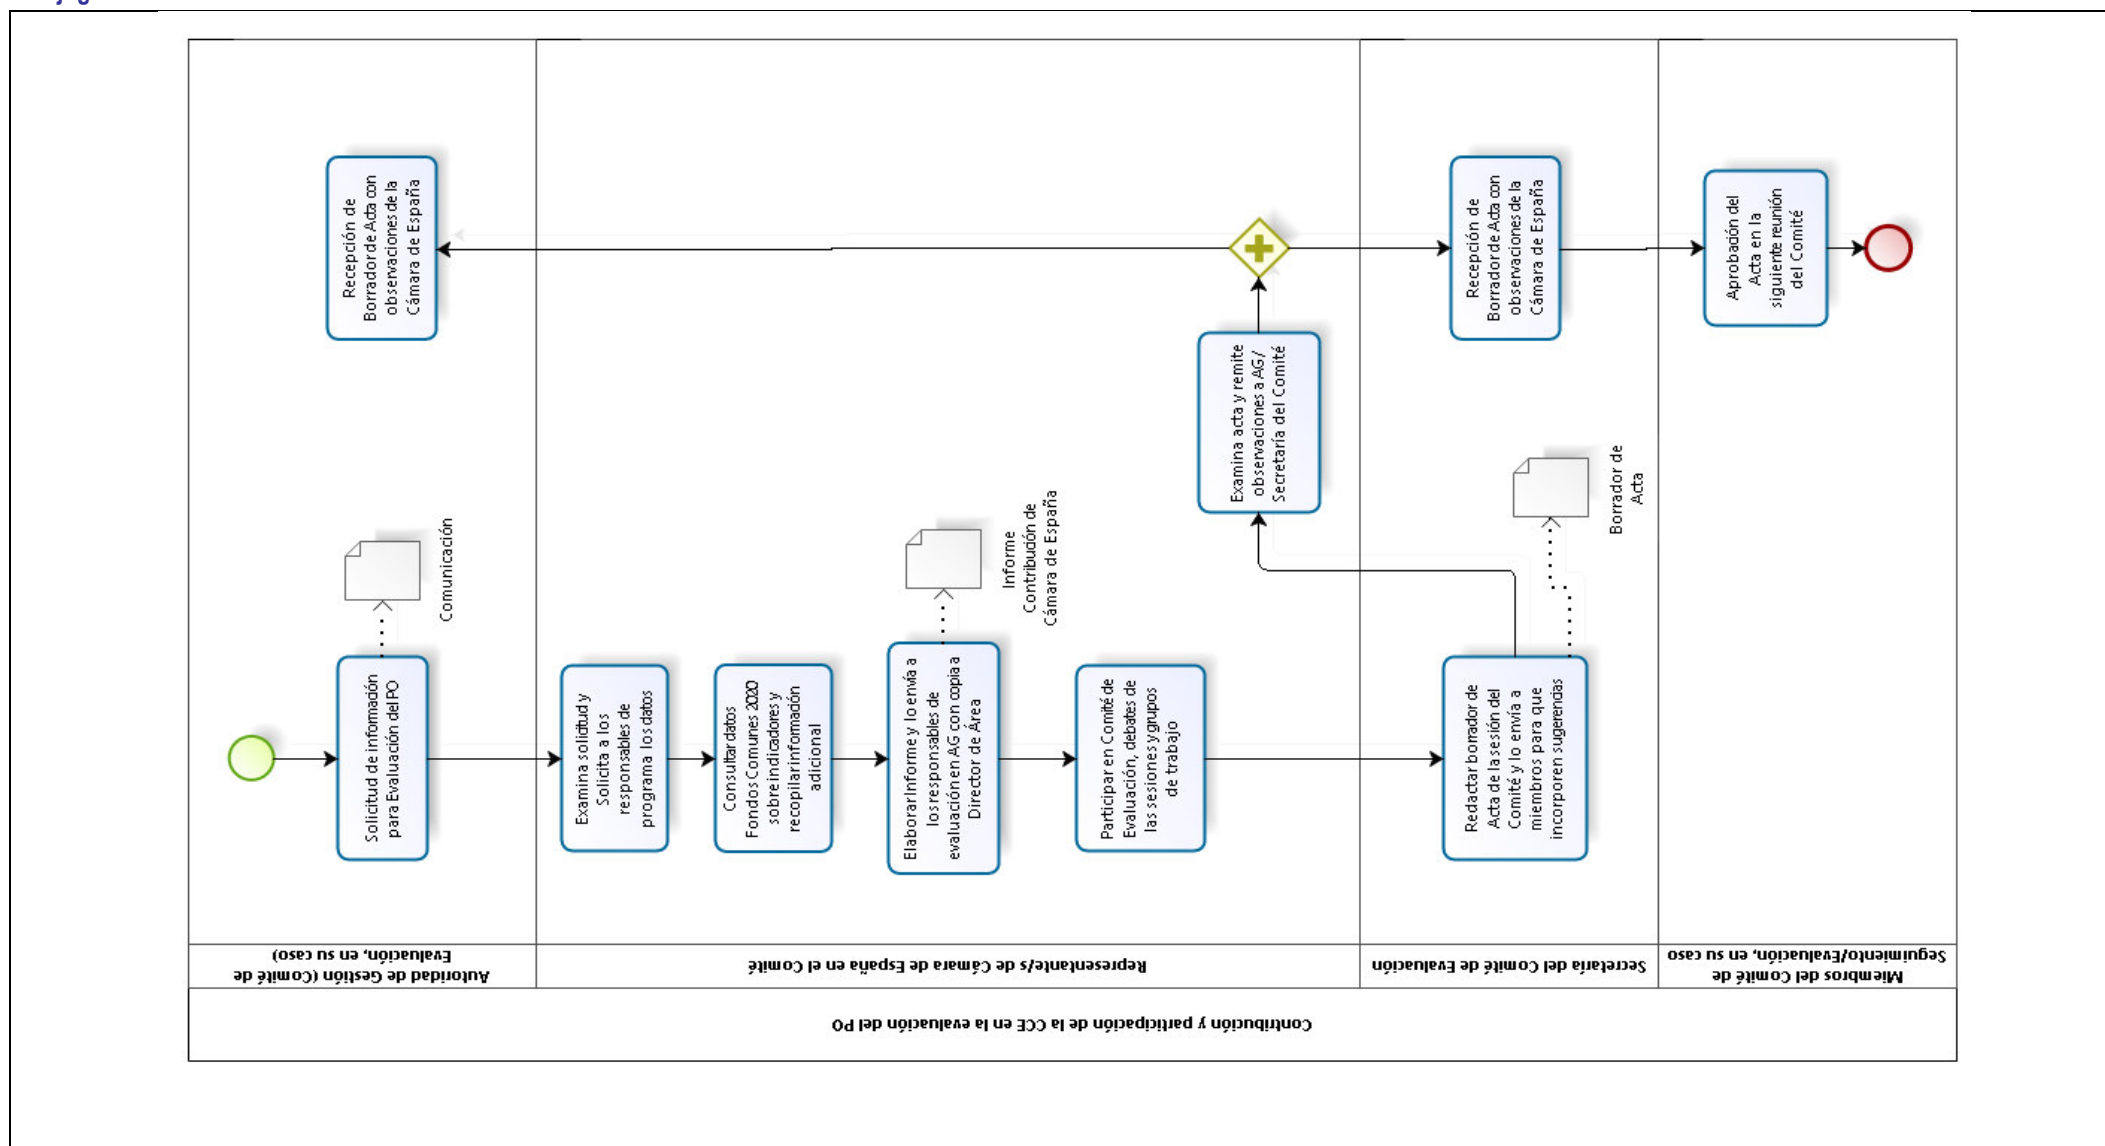 Contribución y participación de la CCE en la evaluación del PO
Autoridad de Gestión (Comité de
Evaluación, en su caso)
Representante/s de Cámara de España en el Comité
Secretaría del Comité de Evaluación
Miembros del Comité de
Seguimiento/Evaluación, en su caso
Solicitud de información
para Evaluación del PO
Comunicación
Examina solicitud y
Solicita a los
responsables de
programa los datos
Consultar datos
Fondos Comunes 2020
sobre indicadores y
recopilar información
adicional
Elaborar Informe y lo envía a
los responsables de
evaluación en AG con copia a
Director de Área
Informe
Contribución de
Cámara de España
Participar en Comité de
Evaluación, debates de
las sesiones y grupos
de trabajo
Redactar borrador de
Acta de la sesión del
Comité y lo envía a
miembros para que
incorporen sugerencias
Borrador de
Acta
Examina acta y remite
observaciones a AG/
Secretaría del Comité
Recepción de
Borrador de Acta con
observaciones de la
Cámara de España
Recepción de
Borrador de Acta con
observaciones de la
Cámara de España
Aprobación del
Acta en la
siguiente reunión
del Comité